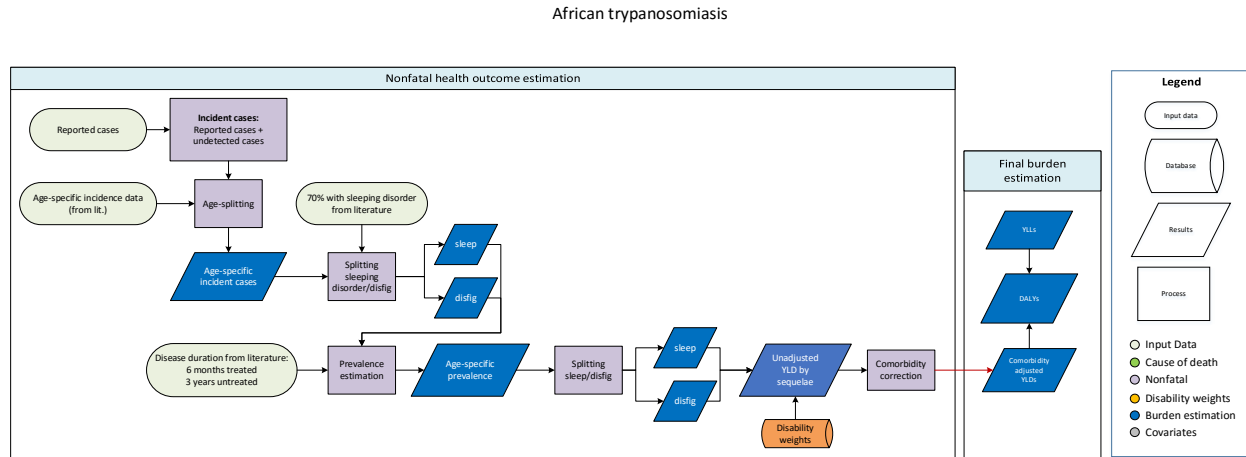 African trypanosomiasis
Nonfatal health outcome estimation
Reported cases
Incident cases:
Reported cases +
undetected cases
Age-specific incidence data
(from lit.)
Age-splitting
70% with sleeping disorder
from literature
Age-specific
incident cases
Splitting
sleeping
disorder/disfig
sleep
disfig
Disease duration from literature:
6 months treated
3 years untreated
Prevalence
estimation
Age-specific
prevalence
Splitting
sleep/disfig
sleep
disfig
Unadjusted
YLD by
sequelae
Disability
weights
Comorbidity
correction
Final burden
estimation
YLLs
DALYs
Comorbidity
adjusted YLDs
Legend
Input data
Database
Results
Process
Input Data
Cause of death
Nonfatal
Disability weights
Burden estimation
Covariates